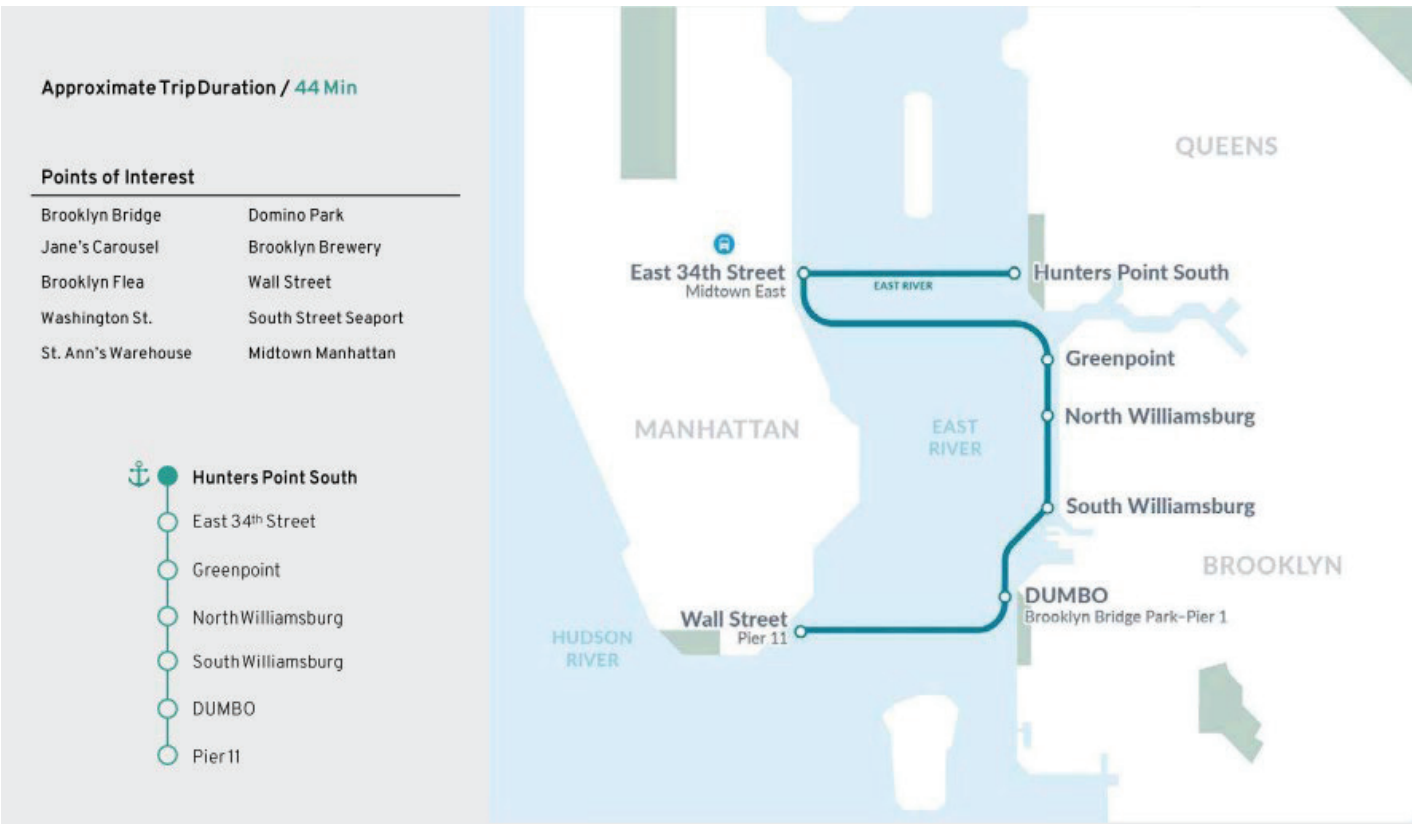 Approximate Trip Duration / 44 Min
Points of Interest
Brooklyn Bridge
Domino Park
Jane's Carousel
Brooklyn Brewery
Brooklyn Flea
Wall Street
Washington St.
South Street Seaport
St. Ann's Warehouse
Midtown Manhattan
Hunters Point South
East 34th Street
Greenpoint
North Williamsburg
South Williamsburg
DUMBO
Pier 11
QUEENS
East 34th Street
Midtown East
EAST RIVER
Hunters Point South
Greenpoint
North Williamsburg
MANHATTAN
EAST
RIVER
South Williamsburg
BROOKLYN
DUMBO
Brooklyn Bridge Park–Pier 1
Wall Street
Pier 11
HUDSON
RIVER